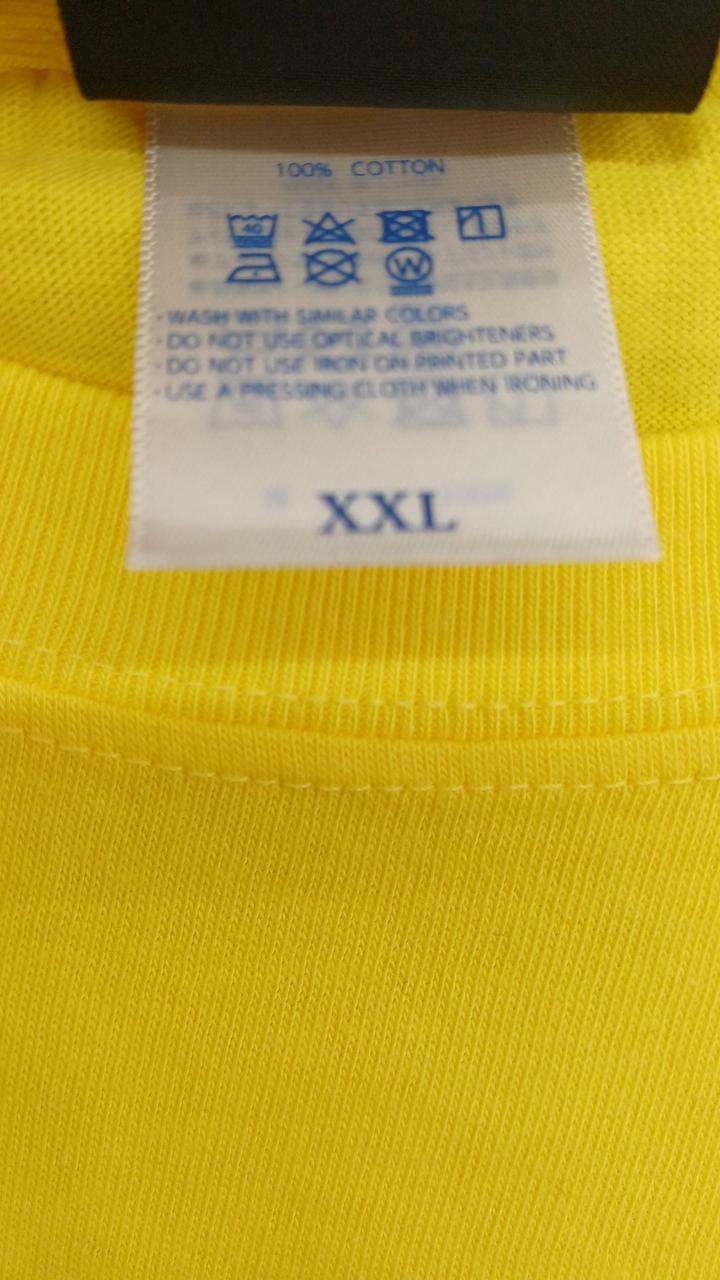 100% COTTON
40
W
· WASH WITH SIMILAR COLORS
· DO NOT USE OPTICAL BRIGHTENERS
· DO NOT USE IRON ON PRINTED PART
· USE A PRESSING CLOTH WHEN IRONING
XXL